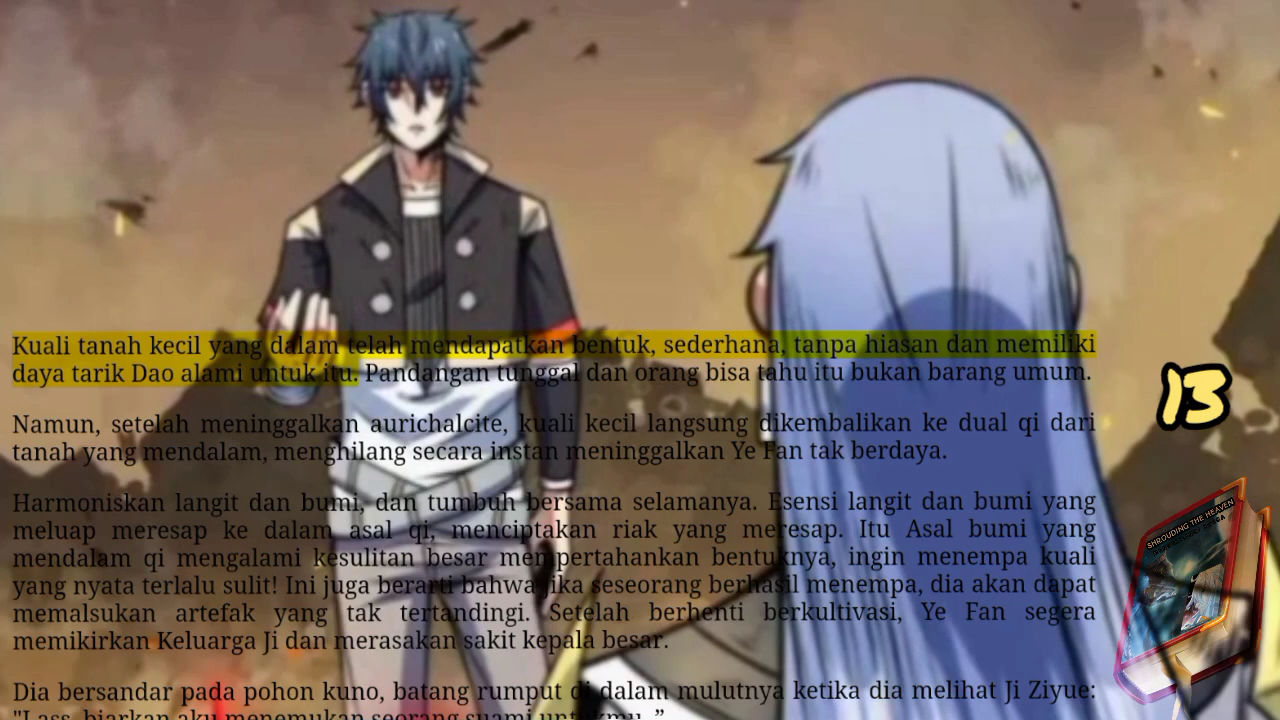 Kuali tanah kecil yang dalam telah mendapatkan bentuk, sederhana, tanpa hiasan dan memiliki
daya tarik Dao alami untuk itu. Pandangan tunggal dan orang bisa tahu itu bukan barang umum.
Namun, setelah meninggalkan aurichalcite, kuali kecil langsung dikembalikan ke dual qi dari
tanah yang mendalam, menghilang secara instan meninggalkan Ye Fan tak berdaya.
Harmoniskan langit dan bumi, dan tumbuh bersama selamanya. Esensi langit dan bumi yang
meluap meresap ke dalam asal qi, menciptakan riak yang meresap. Itu Asal bumi yang
mendalam qi mengalami kesulitan besar mempertahankan bentuknya, ingin menempa kuali
yang nyata terlalu sulit! Ini juga berarti bahwa jika seseorang berhasil menempa, dia akan dapat
memalsukan artefak yang tak tertandingi. Setelah berhenti berkultivasi, Ye Fan segera
memikirkan Keluarga Ji dan merasakan sakit kepala besar.
Dia bersandar pada pohon kuno, batang rumput di dalam mulutnya ketika dia melihat Ji Ziyue:
"Lass, biarkan aku menemukan seorang suami untukmu."
13
SHROUDING THE HEAVEN